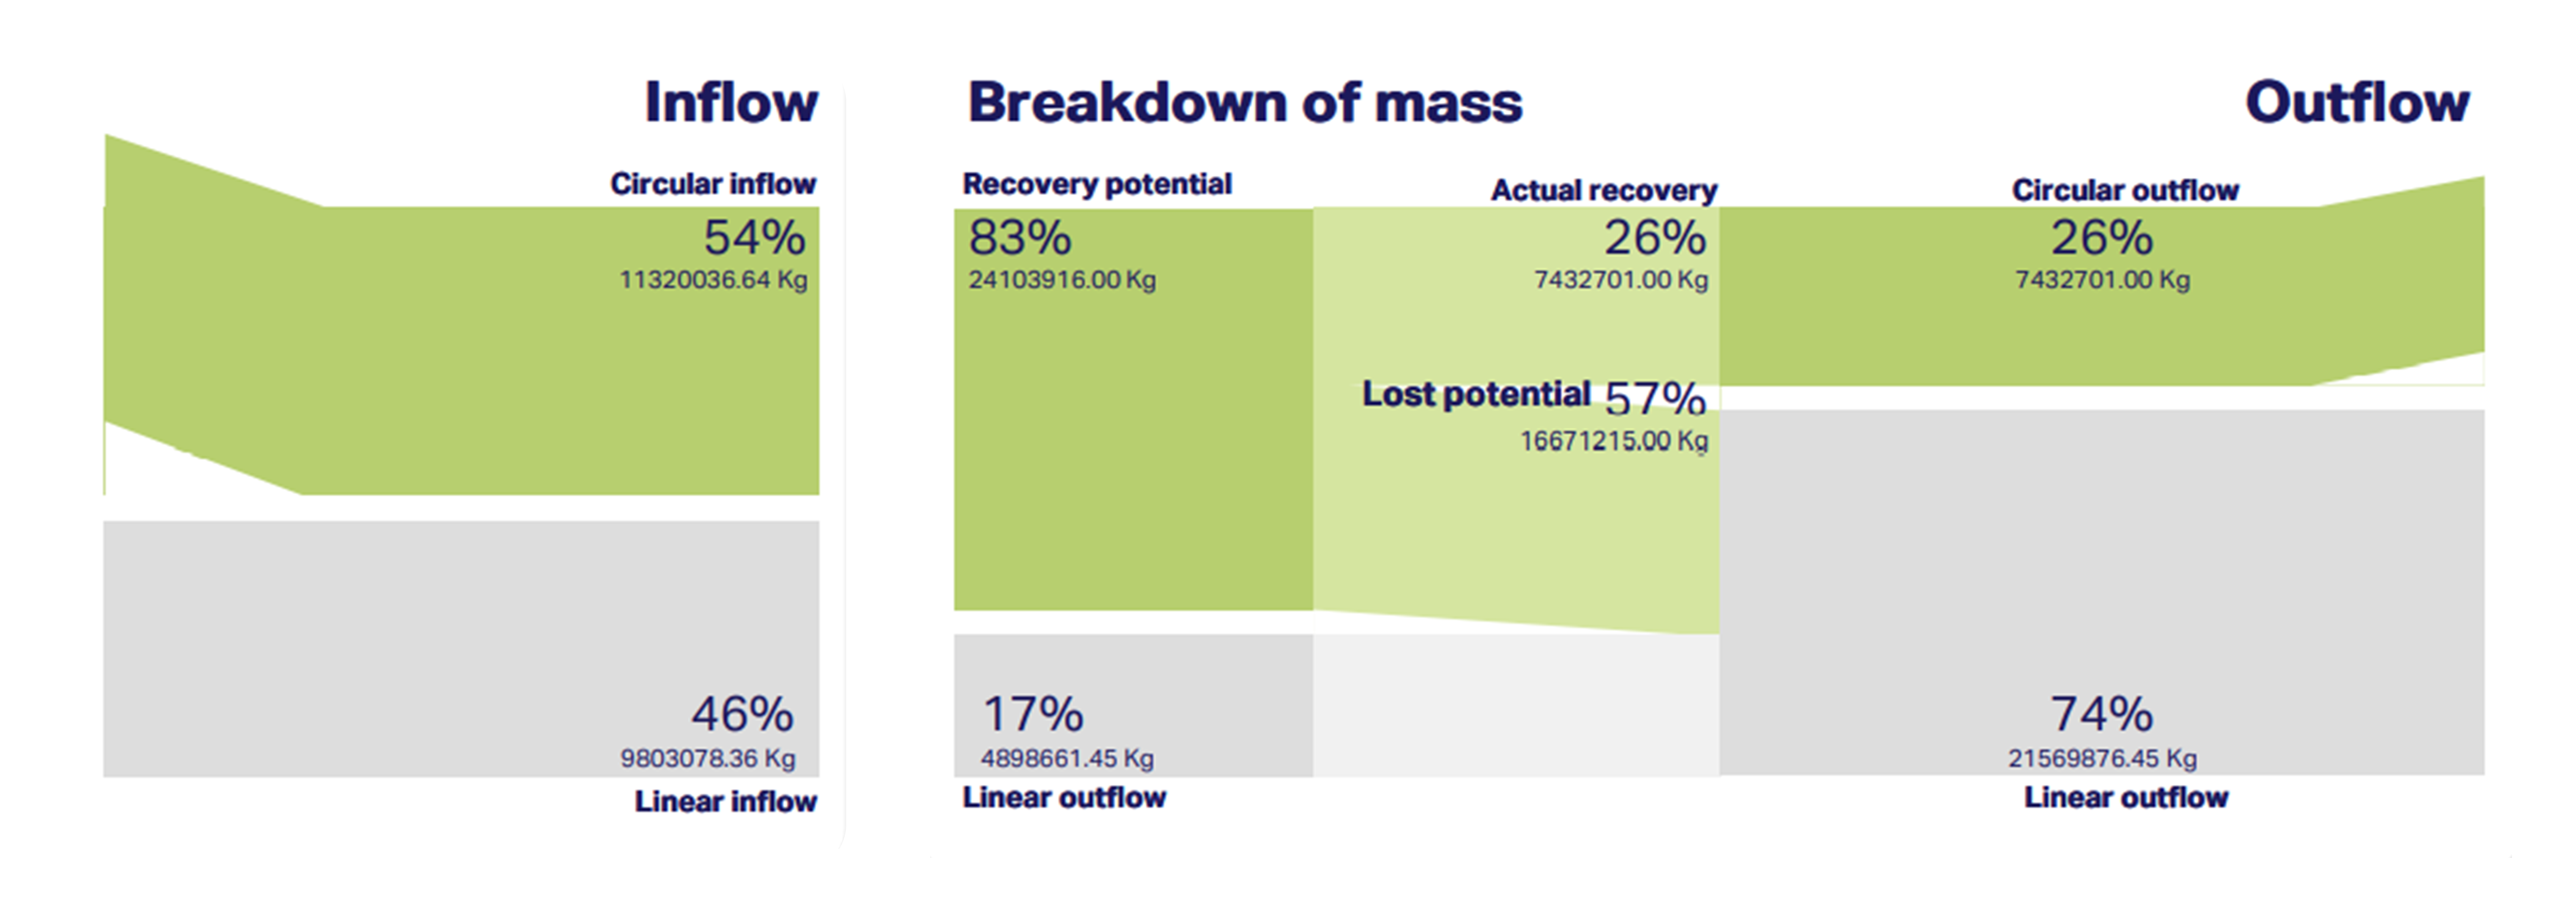 Inflow
Circular inflow
54%
11320036.64 Kg
46%
9803078.36 Kg
Linear inflow
Breakdown of mass
Outflow
Recovery potential
83%
24103916.00 Kg
Actual recovery
26%
7432701.00 Kg
Lost potential 57%
16671215.00 Kg
17%
4898661.45 Kg
Linear outflow
Circular outflow
26%
7432701.00 Kg
74%
21569876.45 Kg
Linear outflow